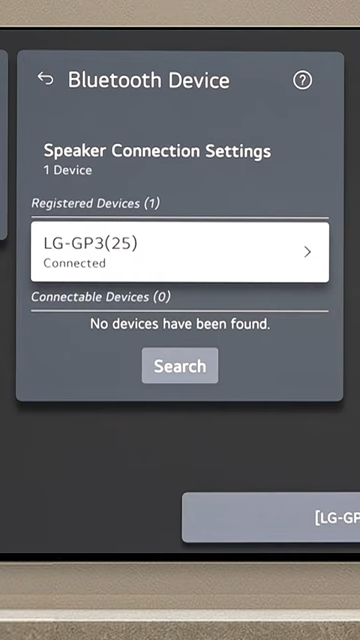 Bluetooth Device
Speaker Connection Settings
1 Device
Registered Devices (1)
LG-GP3(25)
Connected
Connectable Devices (0)
No devices have been found.
Search
[LG-GP